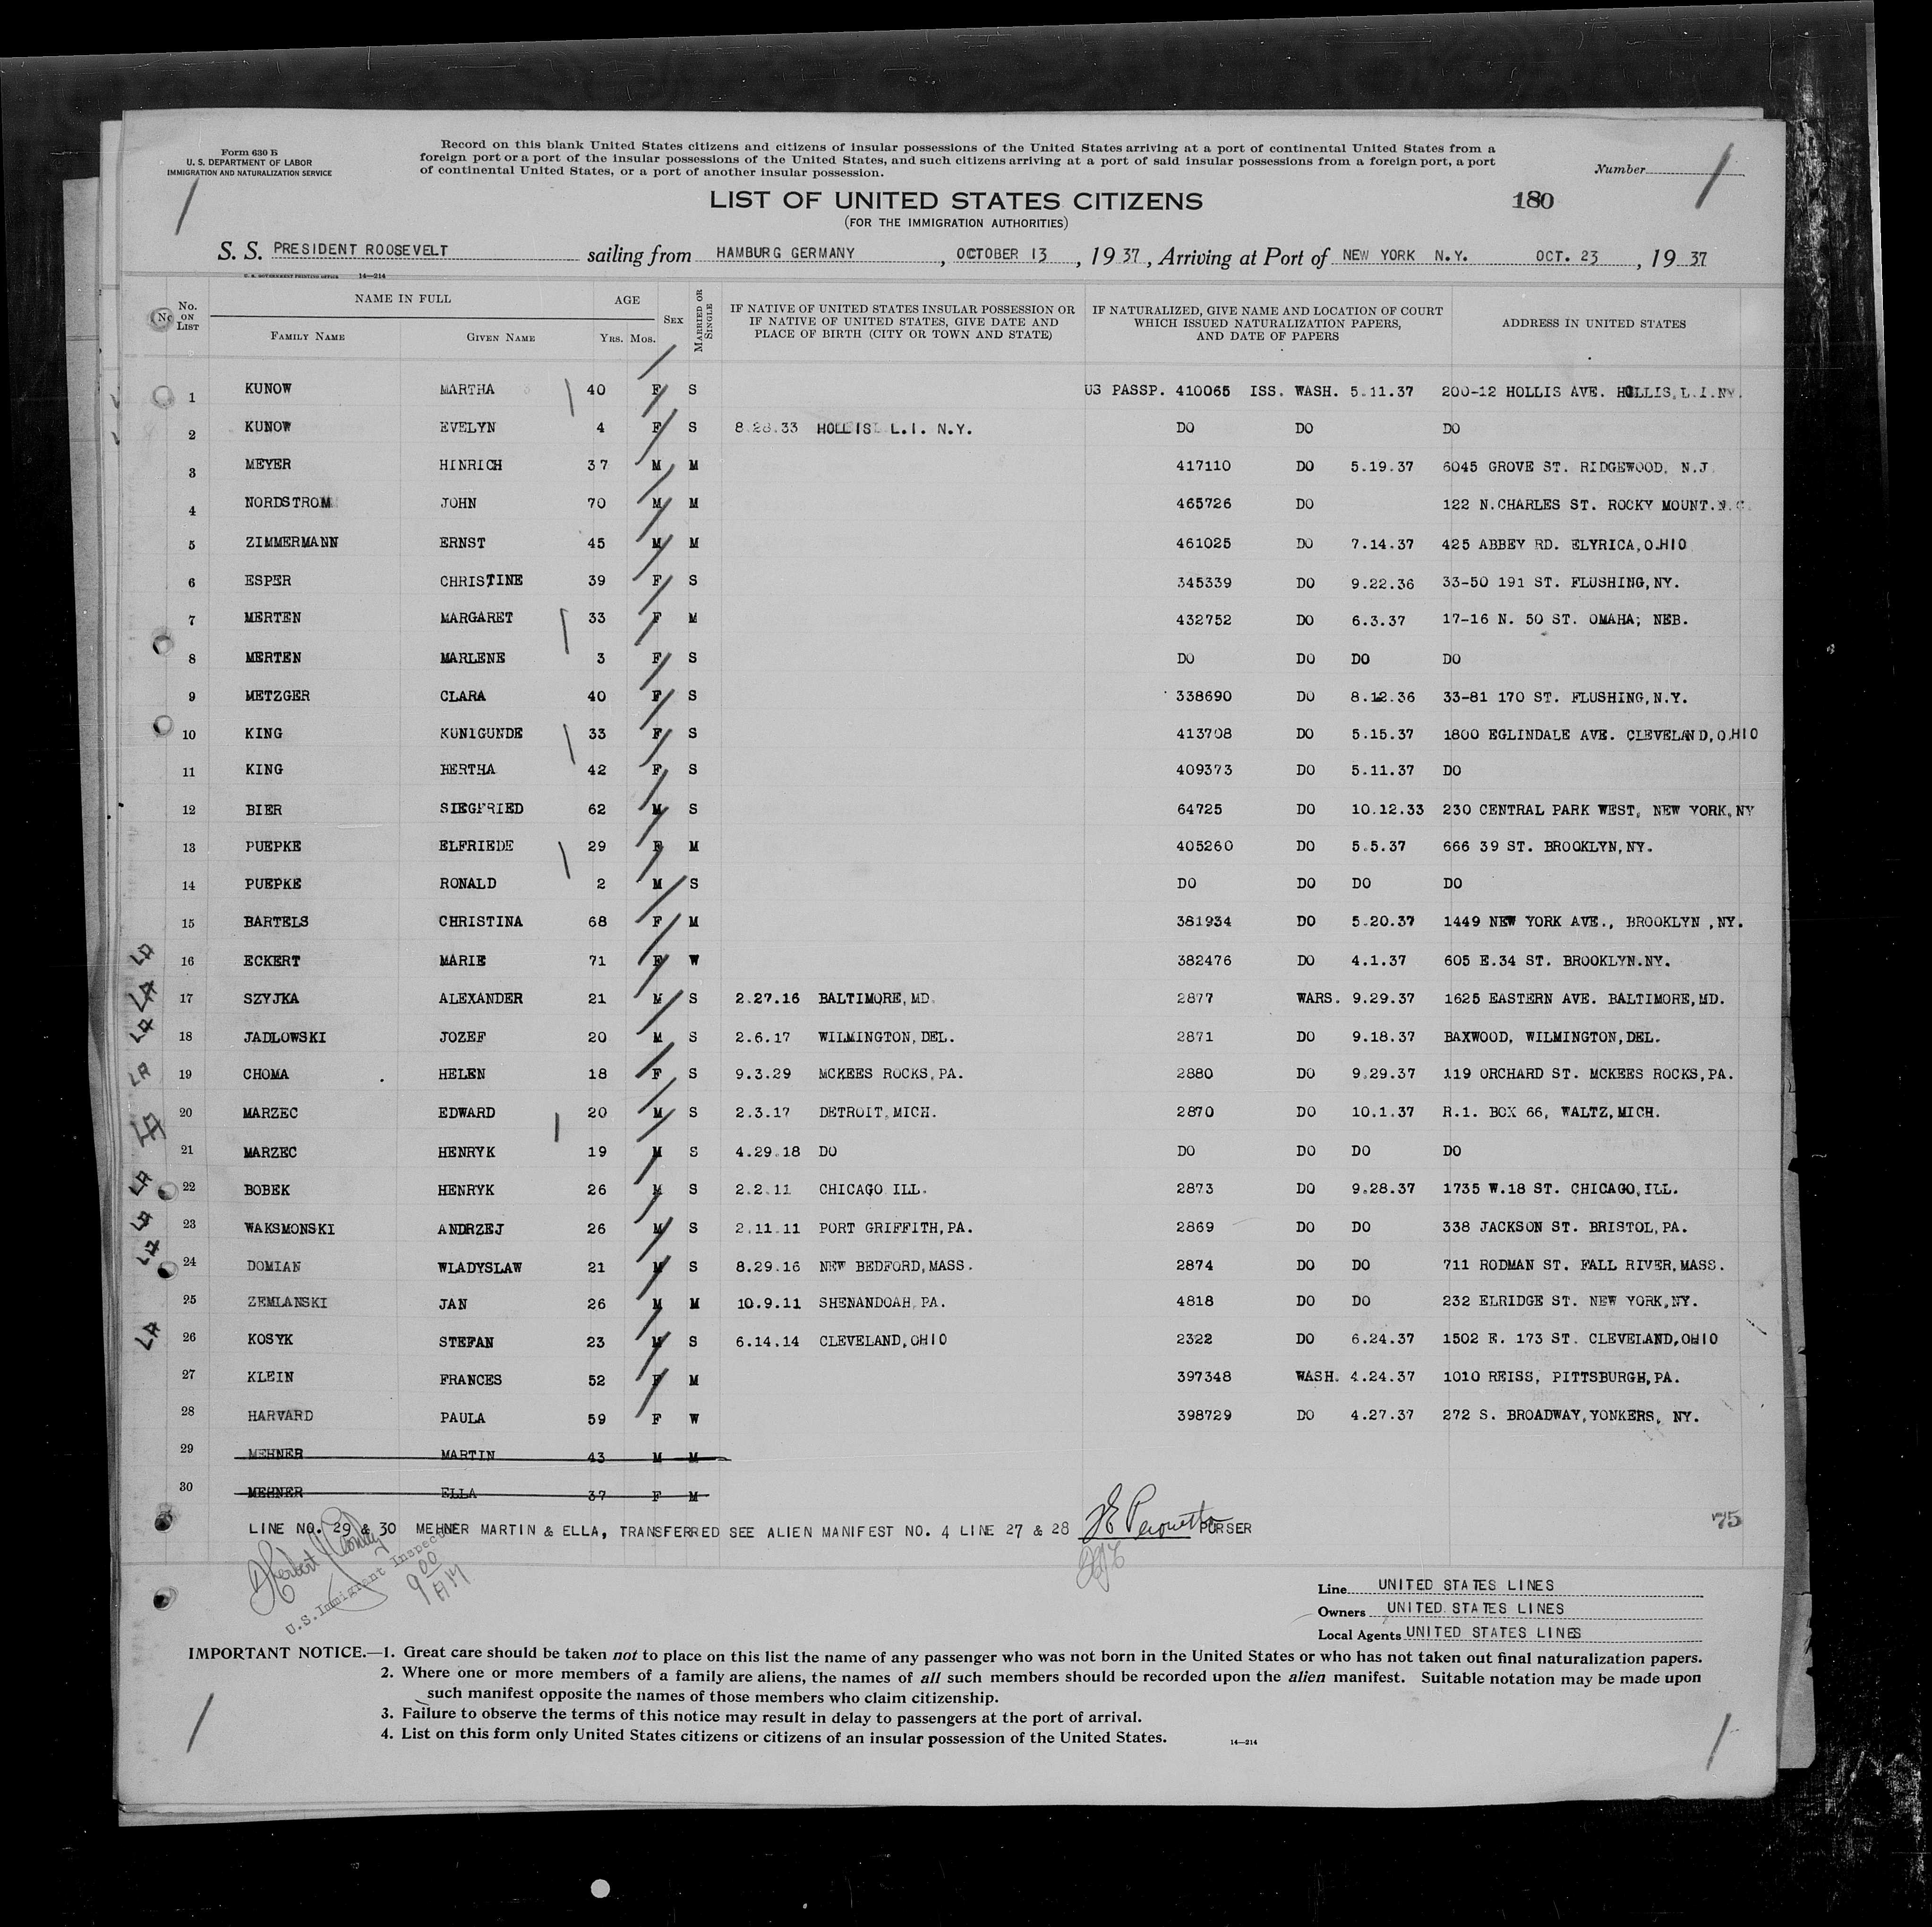 Form 630 B
U. S. DEPARTMENT OF LABOR
IMMIGRATION AND NATURALIZATION SERVICE
Record on this blank United States citizens and citizens of insular possessions of the United States arriving at a port of continental United States from a
foreign port or a port of the insular possessions of the United States, and such citizens arriving at a port of said insular possessions from a foreign port, a port
of continental United States, or a port of another insular possession.
Number
LIST OF UNITED STATES CITIZENS
180
(FOR THE IMMIGRATION AUTHORITIES)
S. S. PRESIDENT ROOSEVELT sailing from HAMBURG GERMANY, OCTOBER 13, 1937, Arriving at Port of NEW YORK N.Y. OCT. 23, 1937
U. S. GOVERNMENT PRINTING OFFICE 14—214
No. ON LIST NAME IN FULL AGE SEX MARRIED OR SINGLE IF NATIVE OF UNITED STATES INSULAR POSSESSION OR IF NATIVE OF UNITED STATES, GIVE DATE AND PLACE OF BIRTH (CITY OR TOWN AND STATE) IF NATURALIZED, GIVE NAME AND LOCATION OF COURT WHICH ISSUED NATURALIZATION PAPERS, AND DATE OF PAPERS ADDRESS IN UNITED STATES
FAMILY NAME GIVEN NAME YRS. MOS.
1 KUNOW MARTHA 40 F S US PASSP. 410065 ISS. WASH. 5.11.37 200-12 HOLLIS AVE. HOLLIS, L.I.NY.
2 KUNOW EVELYN 4 F S 8.28.33 HOLLIS L.I. N.Y. DO DO DO
3 MEYER HINRICH 37 M M 417110 DO 5.19.37 6045 GROVE ST. RIDGEWOOD, N.J
4 NORDSTROM JOHN 70 M M 465726 DO 122 N.CHARLES ST. ROCKY MOUNT.N.C.
5 ZIMMERMANN ERNST 45 M M 461025 DO 7.14.37 425 ABBEY RD. ELYRICA,OHIO
6 ESPER CHRISTINE 39 F S 345339 DO 9.22.36 33-50 191 ST. FLUSHING,NY.
7 MERTEN MARGARET 33 F M 432752 DO 6.3.37 17-16 N. 50 ST. OMAHA; NEB.
8 MERTEN MARLENE 3 F S DO DO DO DO
9 METZGER CLARA 40 F S 338690 DO 8.12.36 33-81 170 ST. FLUSHING,N.Y.
10 KING KUNIGUNDE 33 F S 413708 DO 5.15.37 1800 EGLINDALE AVE. CLEVELAND,OHIO
11 KING HERTHA 42 F S 409373 DO 5.11.37 DO
12 BIER SIEGFRIED 62 M S 64725 DO 10.12.33 230 CENTRAL PARK WEST, NEW YORK,NY
13 PUEPKE ELFRIEDE 29 F M 405260 DO 5.5.37 666 39 ST. BROOKLYN,NY.
14 PUEPKE RONALD 2 M S DO DO DO DO
15 BARTELS CHRISTINA 68 F M 381934 DO 5.20.37 1449 NEW YORK AVE., BROOKLYN ,NY.
16 ECKERT MARIE 71 F W 382476 DO 4.1.37 605 E.34 ST. BROOKLYN.NY.
17 SZYJKA ALEXANDER 21 M S 2.27.16 BALTIMORE,MD. 2877 WARS. 9.29.37 1625 EASTERN AVE. BALTIMORE,MD.
18 JADLOWSKI JOZEF 20 M S 2.6.17 WILMINGTON,DEL. 2871 DO 9.18.37 BAXWOOD, WILMINGTON,DEL.
19 CHOMA HELEN 18 F S 9.3.29 MCKEES ROCKS,PA. 2880 DO 9.29.37 119 ORCHARD ST. MCKEES ROCKS,PA.
20 MARZEC EDWARD 20 M S 2.3.17 DETROIT,MICH. 2870 DO 10.1.37 R.1. BOX 66, WALTZ,MICH.
21 MARZEC HENRYK 19 M S 4.29.18 DO DO DO DO DO
22 BOBEK HENRYK 26 M S 2.2.11 CHICAGO ILL. 2873 DO 9.28.37 1735 W.18 ST. CHICAGO,ILL.
23 WAKSMONSKI ANDRZEJ 26 M S 2.11.11 PORT GRIFFITH,PA. 2869 DO DO 338 JACKSON ST. BRISTOL,PA.
24 DOMIAN WLADYSLAW 21 M S 8.29.16 NEW BEDFORD,MASS. 2874 DO DO 711 RODMAN ST. FALL RIVER,MASS.
25 ZEMLANSKI JAN 26 M M 10.9.11 SHENANDOAH PA. 4818 DO DO 232 ELRIDGE ST. NEW YORK,NY.
26 KOSYK STEFAN 23 M S 6.14.14 CLEVELAND,OHIO 2322 DO 6.24.37 1502 E. 173 ST. CLEVELAND,OHIO
27 KLEIN FRANCES 52 F M 397348 WASH. 4.24.37 1010 REISS, PITTSBURGH,PA.
28 HARVARD PAULA 59 F W 398729 DO 4.27.37 272 S. BROADWAY,YONKERS, NY.
29 MEHNER MARTIN 43 M M
30 MEHNER ELLA 37 F M
LINE NO. 29 & 30 MEHNER MARTIN & ELLA, TRANSFERRED SEE ALIEN MANIFEST NO. 4 LINE 27 & 28 PURSER
75
U.S. Immigrant Inspector
9 00 AM
Line UNITED STATES LINES
Owners UNITED STATES LINES
Local Agents UNITED STATES LINES
IMPORTANT NOTICE.—1. Great care should be taken not to place on this list the name of any passenger who was not born in the United States or who has not taken out final naturalization papers.
2. Where one or more members of a family are aliens, the names of all such members should be recorded upon the alien manifest. Suitable notation may be made upon
such manifest opposite the names of those members who claim citizenship.
3. Failure to observe the terms of this notice may result in delay to passengers at the port of arrival.
4. List on this form only United States citizens or citizens of an insular possession of the United States.
14—214